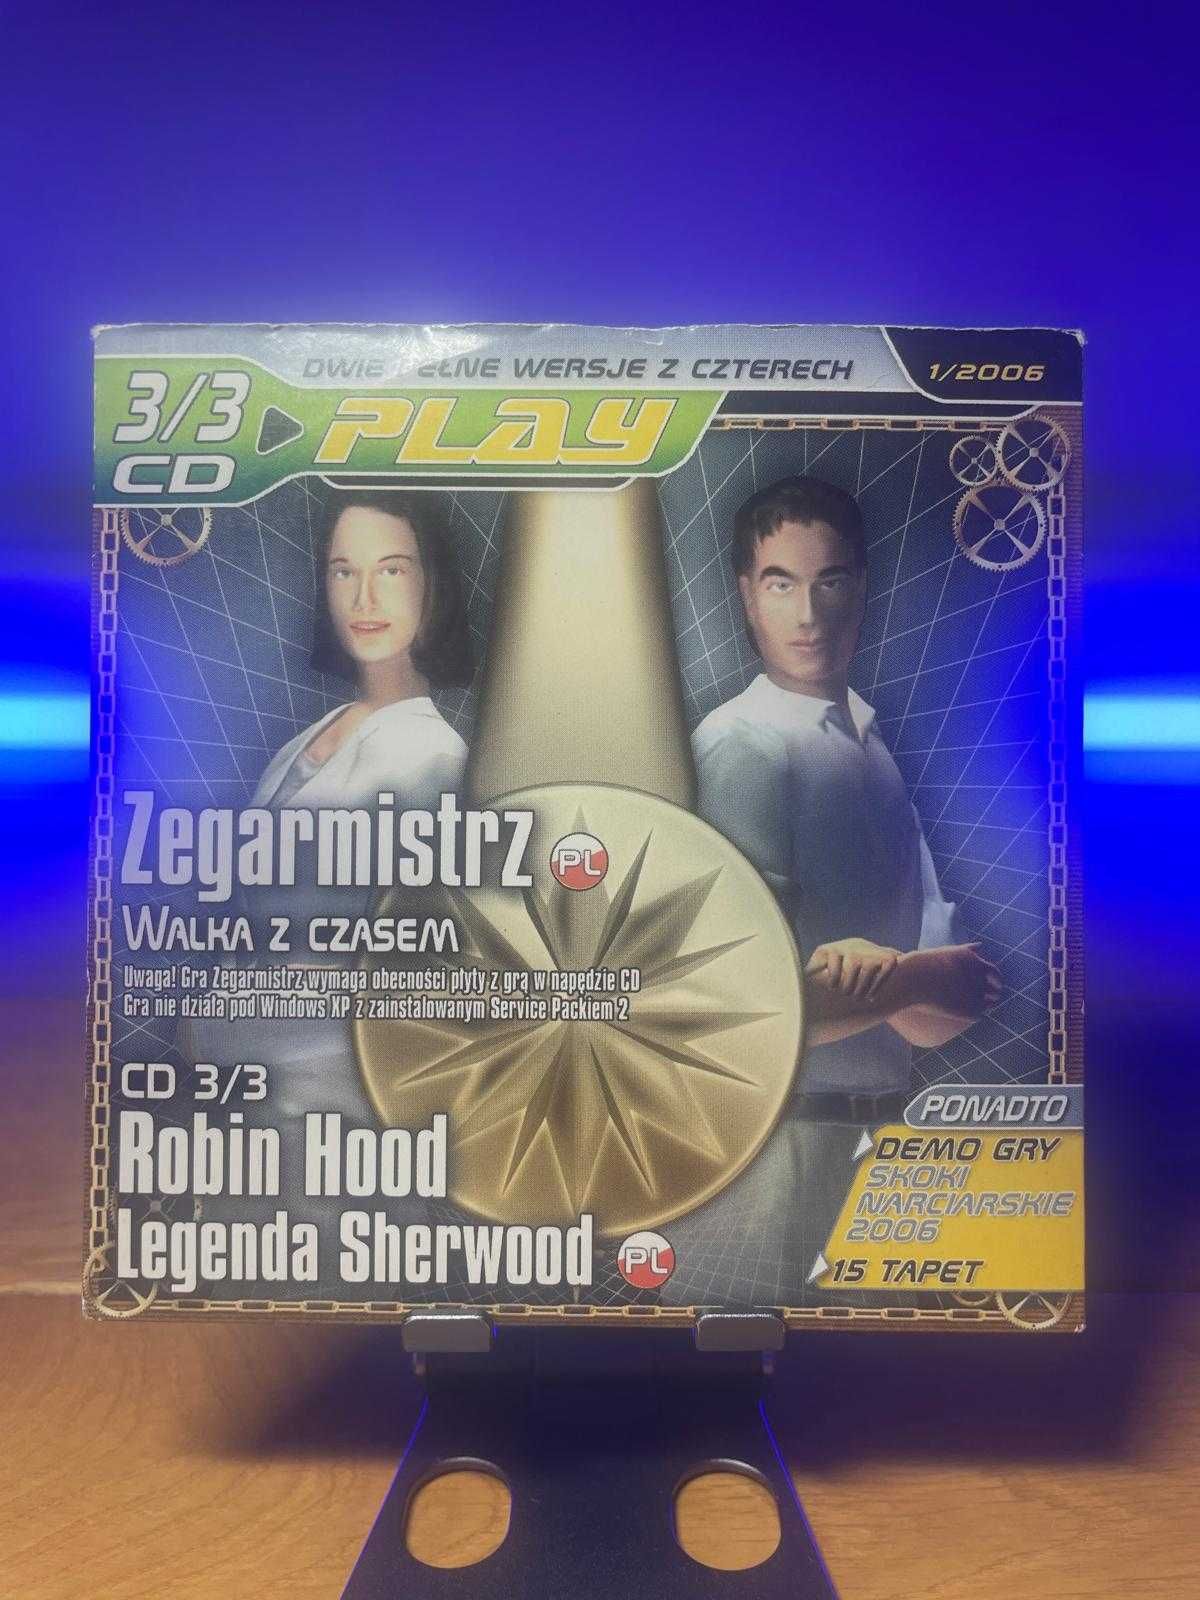 DWIE PEŁNE WERSJE Z CZTERECH
1/2006
3/3
CD
PLAY
Zegarmistrz PL
WALKA Z CZASEM
Uwaga! Gra Zegarmistrz wymaga obecności płyty z grą w napędzie CD
Gra nie działa pod Windows XP z zainstalowanym Service Packiem 2
CD 3/3
Robin Hood
Legenda Sherwood PL
PONADTO
DEMO GRY
SKOKI
NARCIARSKIE
2006
15 TAPET